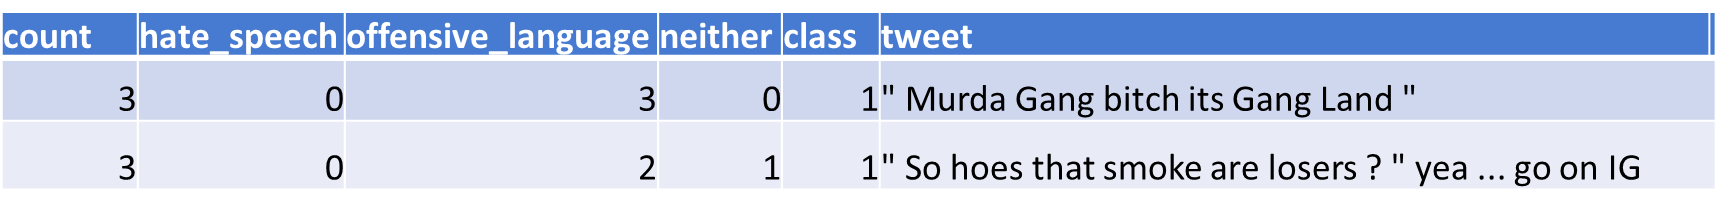 count hate_speech offensive_language neither class tweet
3 0 3 0 1 " Murda Gang bitch its Gang Land "
3 0 2 1 1 " So hoes that smoke are losers ? " yea ... go on IG